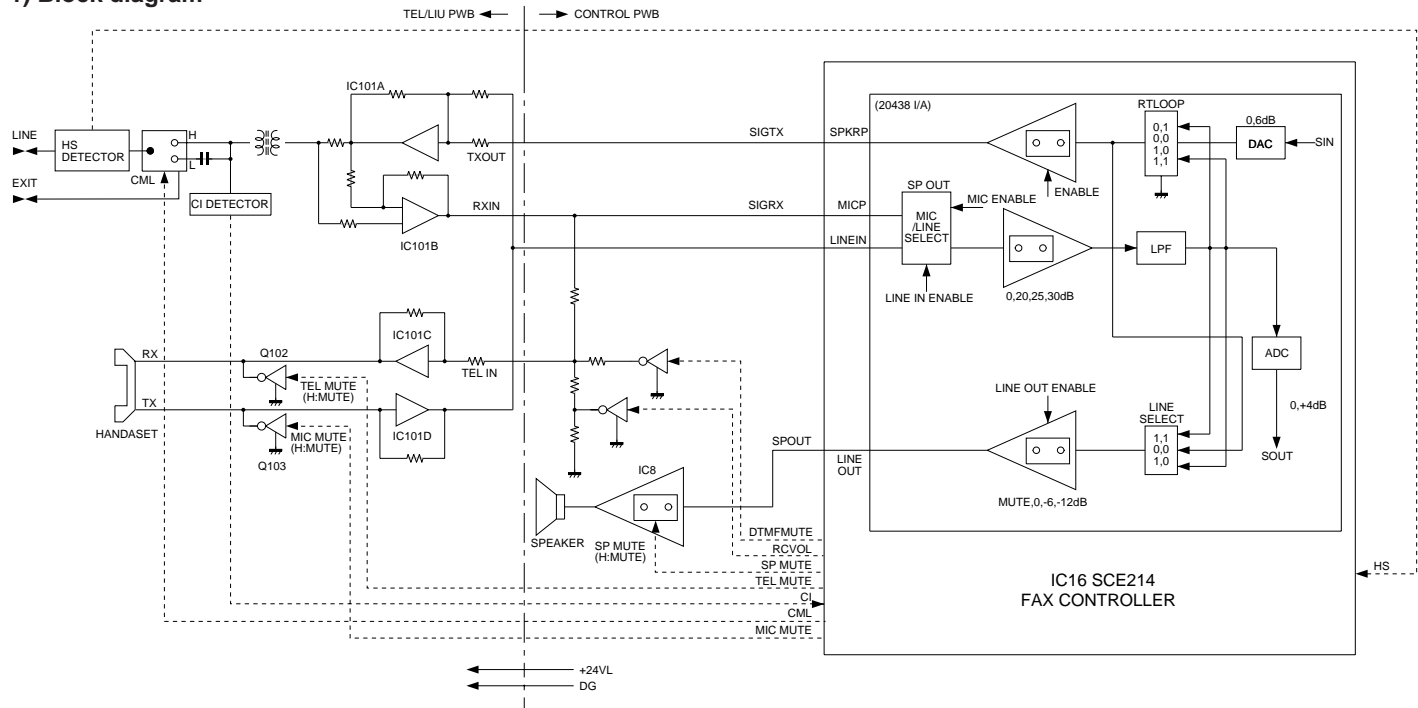 1) Block diagram
TEL/LIU PWB
CONTROL PWB
LINE
HS
DETECTOR
H
L
CML
EXIT
CI DETECTOR
IC101A
TXOUT
RXIN
IC101B
SIGTX
SPKRP
SIGRX
MICP
LINEIN
(20438 I/A)
ENABLE
RTLOOP
0,1
0,0
1,0
1,1
0,6dB
DAC
SIN
SP OUT
MIC
/LINE
SELECT
MIC ENABLE
LINE IN ENABLE
0,20,25,30dB
LPF
ADC
0,+4dB
SOUT
RX
TX
HANDASET
Q102
TEL MUTE
(H:MUTE)
MIC MUTE
(H:MUTE)
Q103
IC101C
TEL IN
IC101D
LINE OUT ENABLE
LINE
SELECT
1,1
0,0
1,0
MUTE,0,-6,-12dB
SPOUT
LINE
OUT
IC8
SPEAKER
SP MUTE
(H:MUTE)
DTMFMUTE
RCVOL
SP MUTE
TEL MUTE
CI
CML
MIC MUTE
IC16 SCE214
FAX CONTROLLER
HS
+24VL
DG